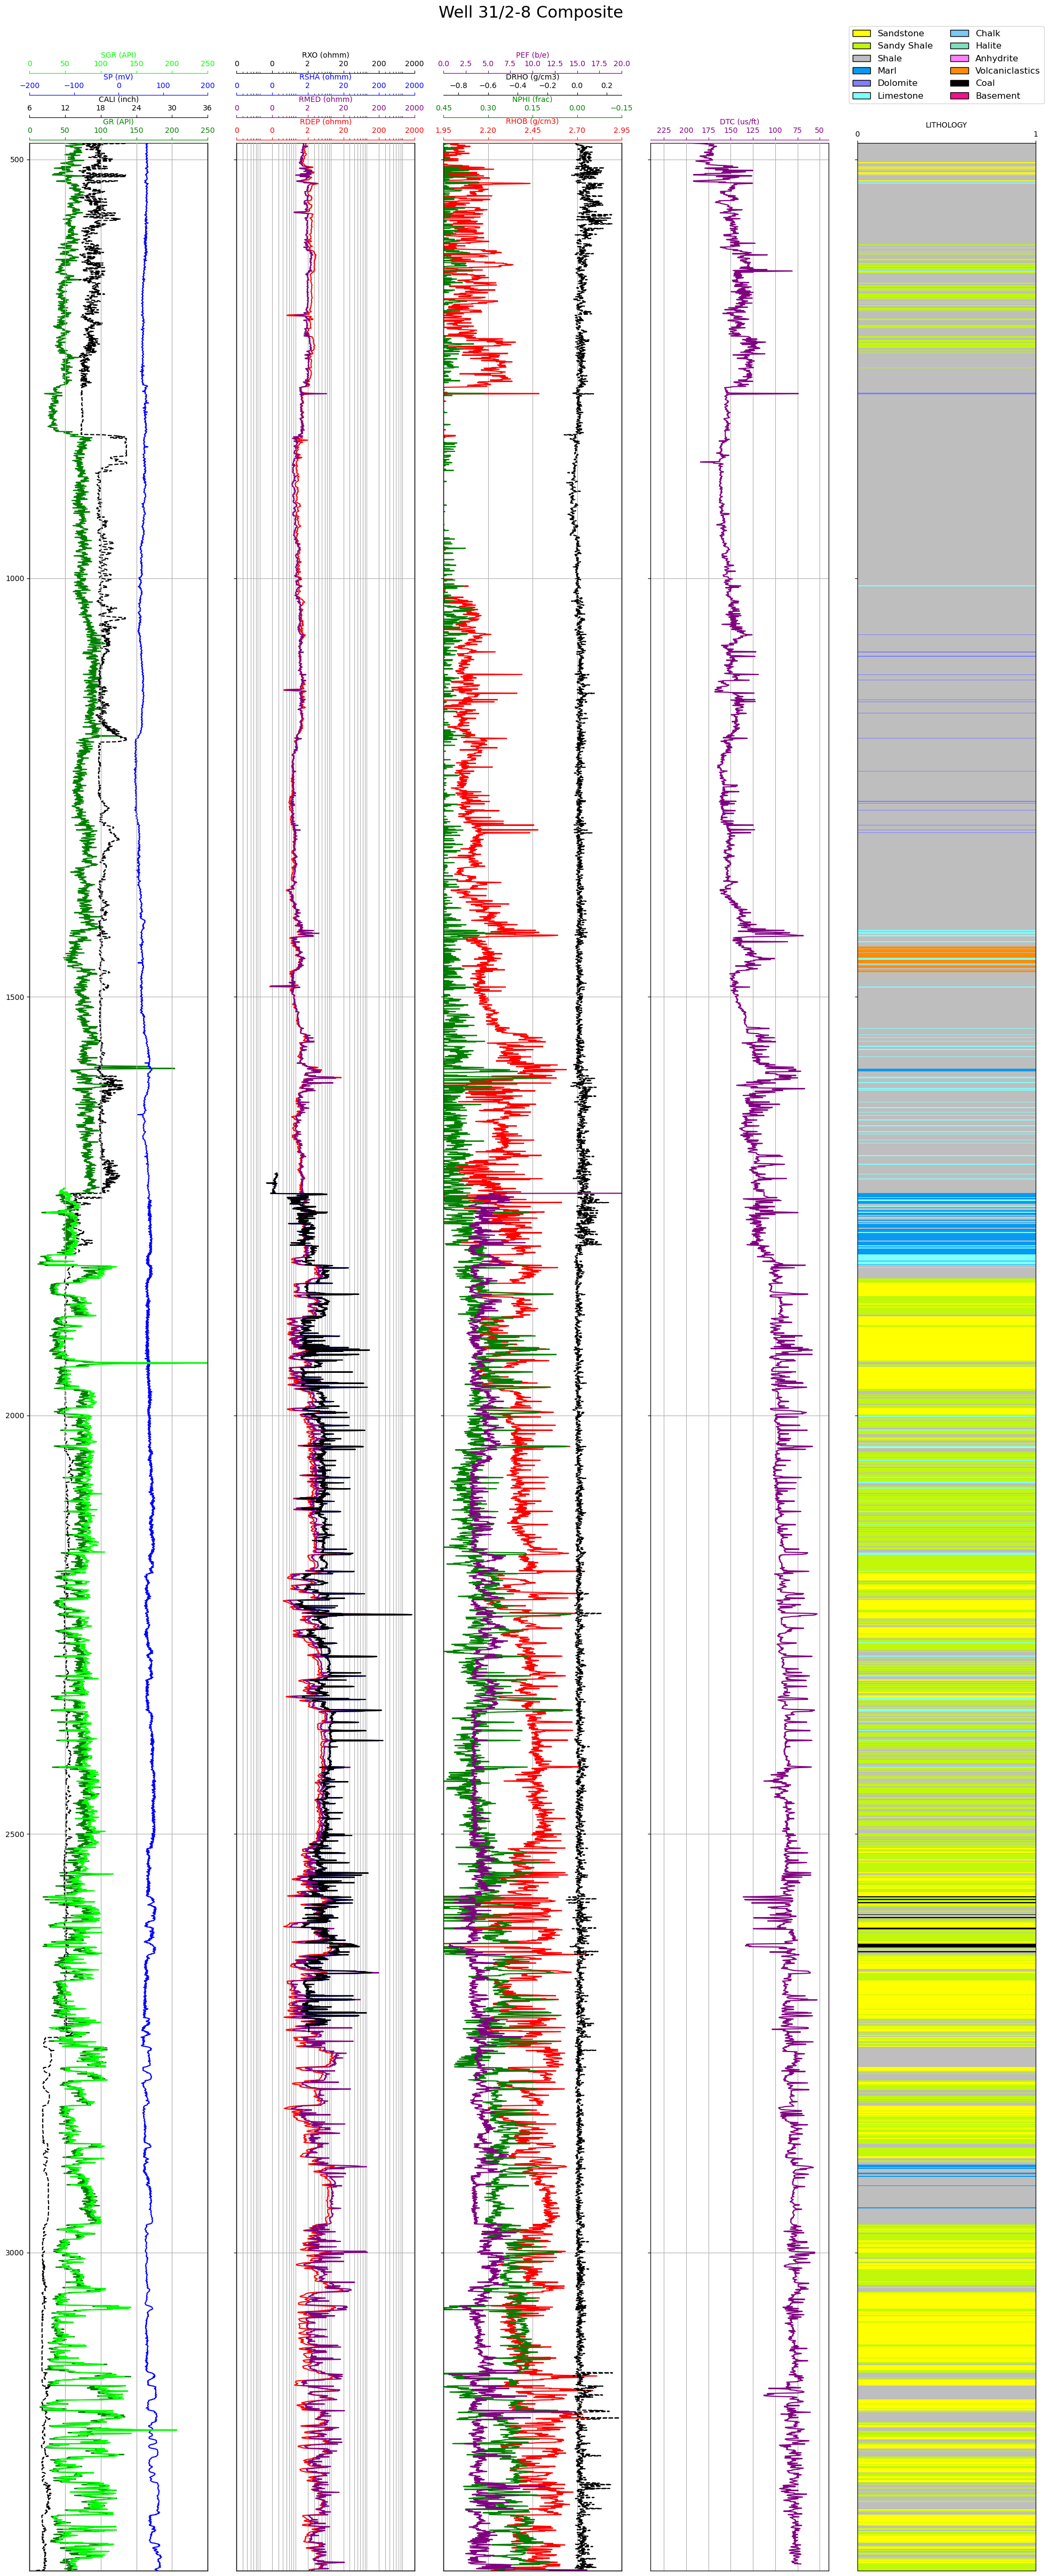 Well 31/2-8 Composite
Sandstone Chalk
Sandy Shale Halite
Shale Anhydrite
Marl Volcaniclastics
Dolomite Coal
Limestone Basement
SGR (API)
0 50 100 150 200 250
SP (mV)
−200 −100 0 100 200
CALI (inch)
6 12 18 24 30 36
GR (API)
0 50 100 150 200 250
RXO (ohmm)
0 0 2 20 200 2000
RSHA (ohmm)
0 0 2 20 200 2000
RMED (ohmm)
0 0 2 20 200 2000
RDEP (ohmm)
0 0 2 20 200 2000
PEF (b/e)
0.0 2.5 5.0 7.5 10.0 12.5 15.0 17.5 20.0
DRHO (g/cm3)
−0.8 −0.6 −0.4 −0.2 0.0 0.2
NPHI (frac)
0.45 0.30 0.15 0.00 −0.15
RHOB (g/cm3)
1.95 2.20 2.45 2.70 2.95
DTC (us/ft)
225 200 175 150 125 100 75 50
LITHOLOGY
0 1
500
1000
1500
2000
2500
3000